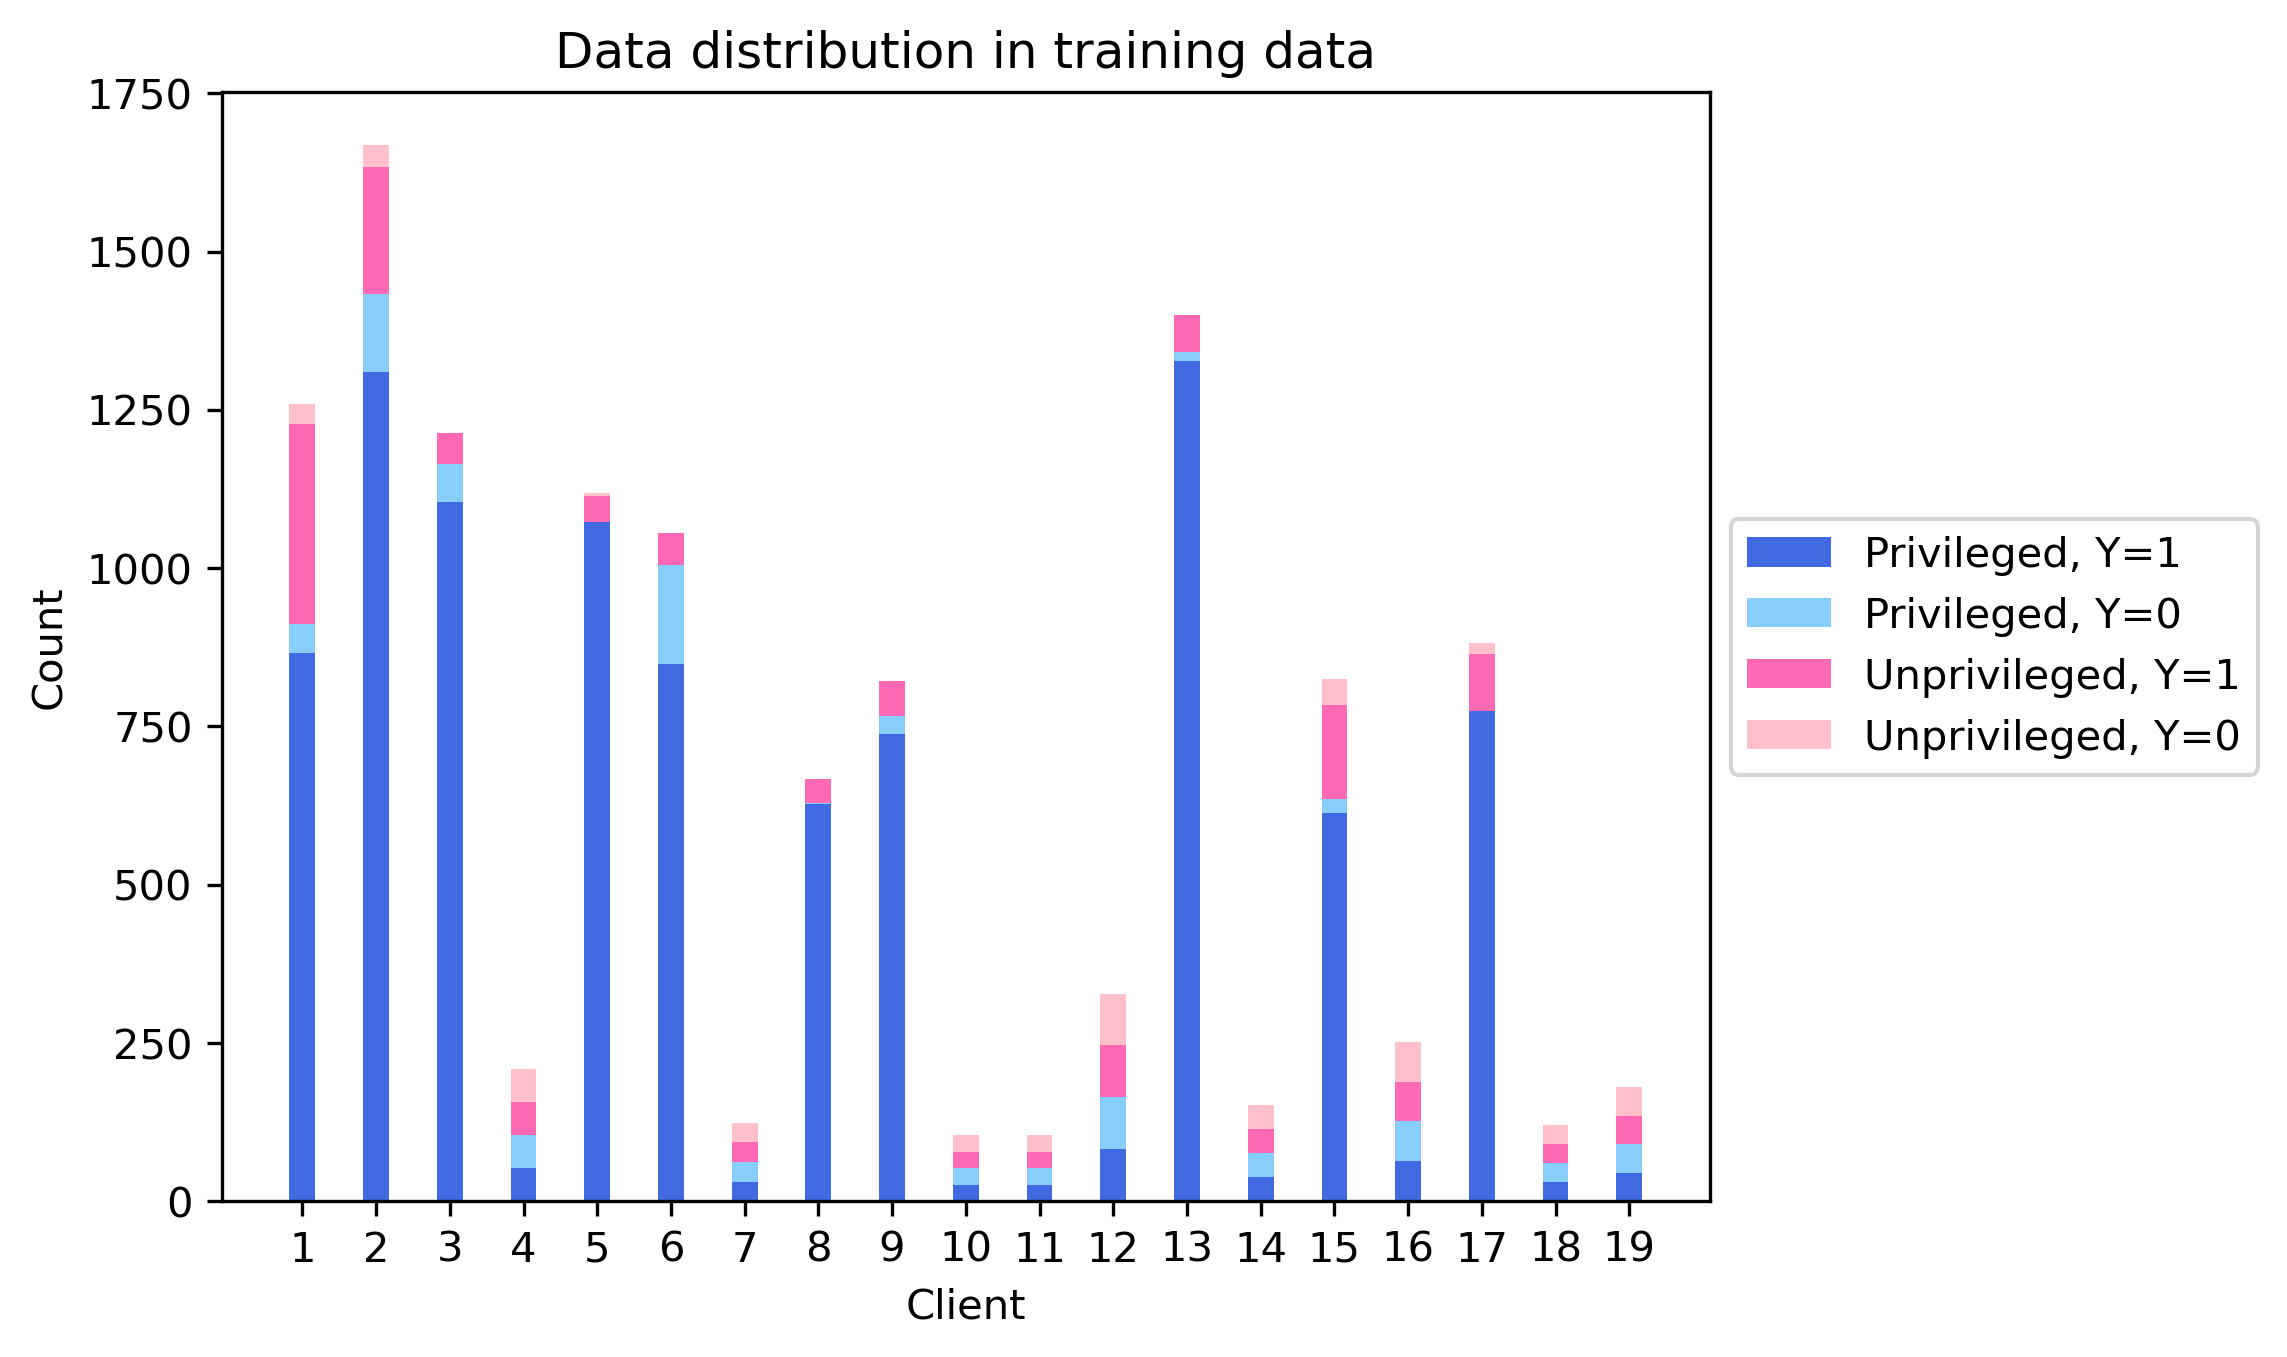 Data distribution in training data
1750
1500
1250
1000
750
500
250
0
Count
1 2 3 4 5 6 7 8 9 10 11 12 13 14 15 16 17 18 19
Client
Privileged, Y=1
Privileged, Y=0
Unprivileged, Y=1
Unprivileged, Y=0